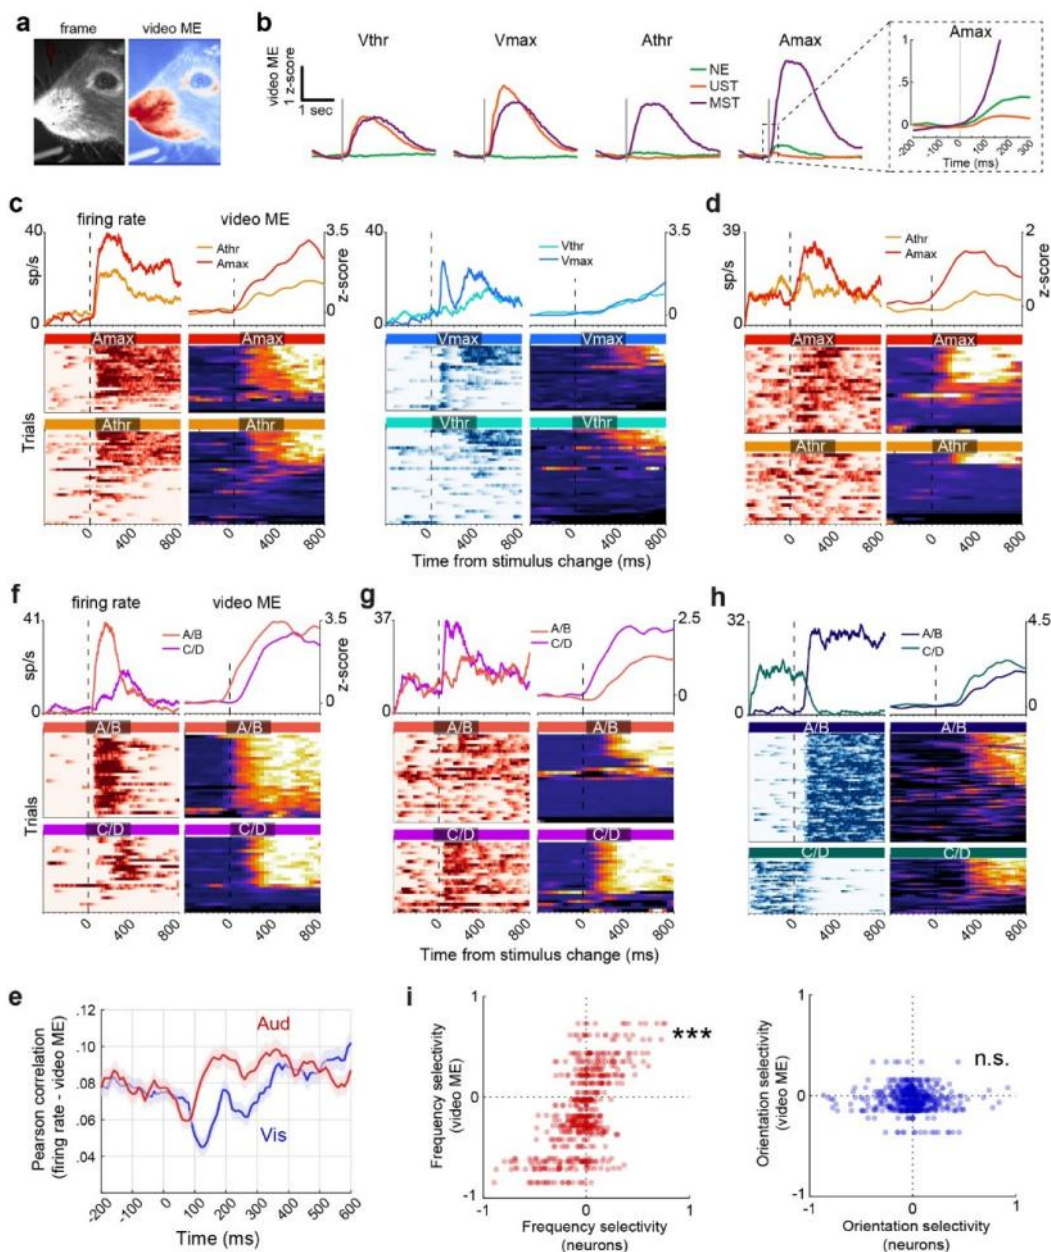 a
frame
video ME
b
Vthr
Vmax
Athr
Amax
video ME
1 z-score
1 sec
NE
UST
MST
Amax
1
.5
0
-200
0
100
200
300
Time (ms)
c
firing rate
video ME
40
sp/s
0
Athr
Amax
3.5
z-score
0
Amax
Amax
Athr
Athr
Trials
0
400
800
0
400
800
40
0
Vthr
Vmax
3.5
0
Vmax
Vmax
Vthr
Vthr
0
400
800
0
400
800
Time from stimulus change (ms)
d
39
sp/s
0
Athr
Amax
2
z-score
0
Amax
Amax
Athr
Athr
0
400
800
0
400
800
f
firing rate
video ME
41
sp/s
0
A/B
C/D
3.5
z-score
0
A/B
A/B
C/D
C/D
Trials
0
400
800
0
400
800
g
37
0
A/B
C/D
2.5
0
A/B
A/B
C/D
C/D
0
400
800
0
400
800
Time from stimulus change (ms)
h
32
0
A/B
C/D
4.5
0
A/B
A/B
C/D
C/D
0
400
800
0
400
800
e
Pearson correlation
(firing rate - video ME)
.12
.10
.08
.06
.04
Aud
Vis
-200
-100
0
100
200
300
400
500
600
Time (ms)
i
Frequency selectivity
(video ME)
1
0
-1
***
-1
0
1
Frequency selectivity
(neurons)
Orientation selectivity
(video ME)
1
0
-1
n.s.
-1
0
1
Orientation selectivity
(neurons)